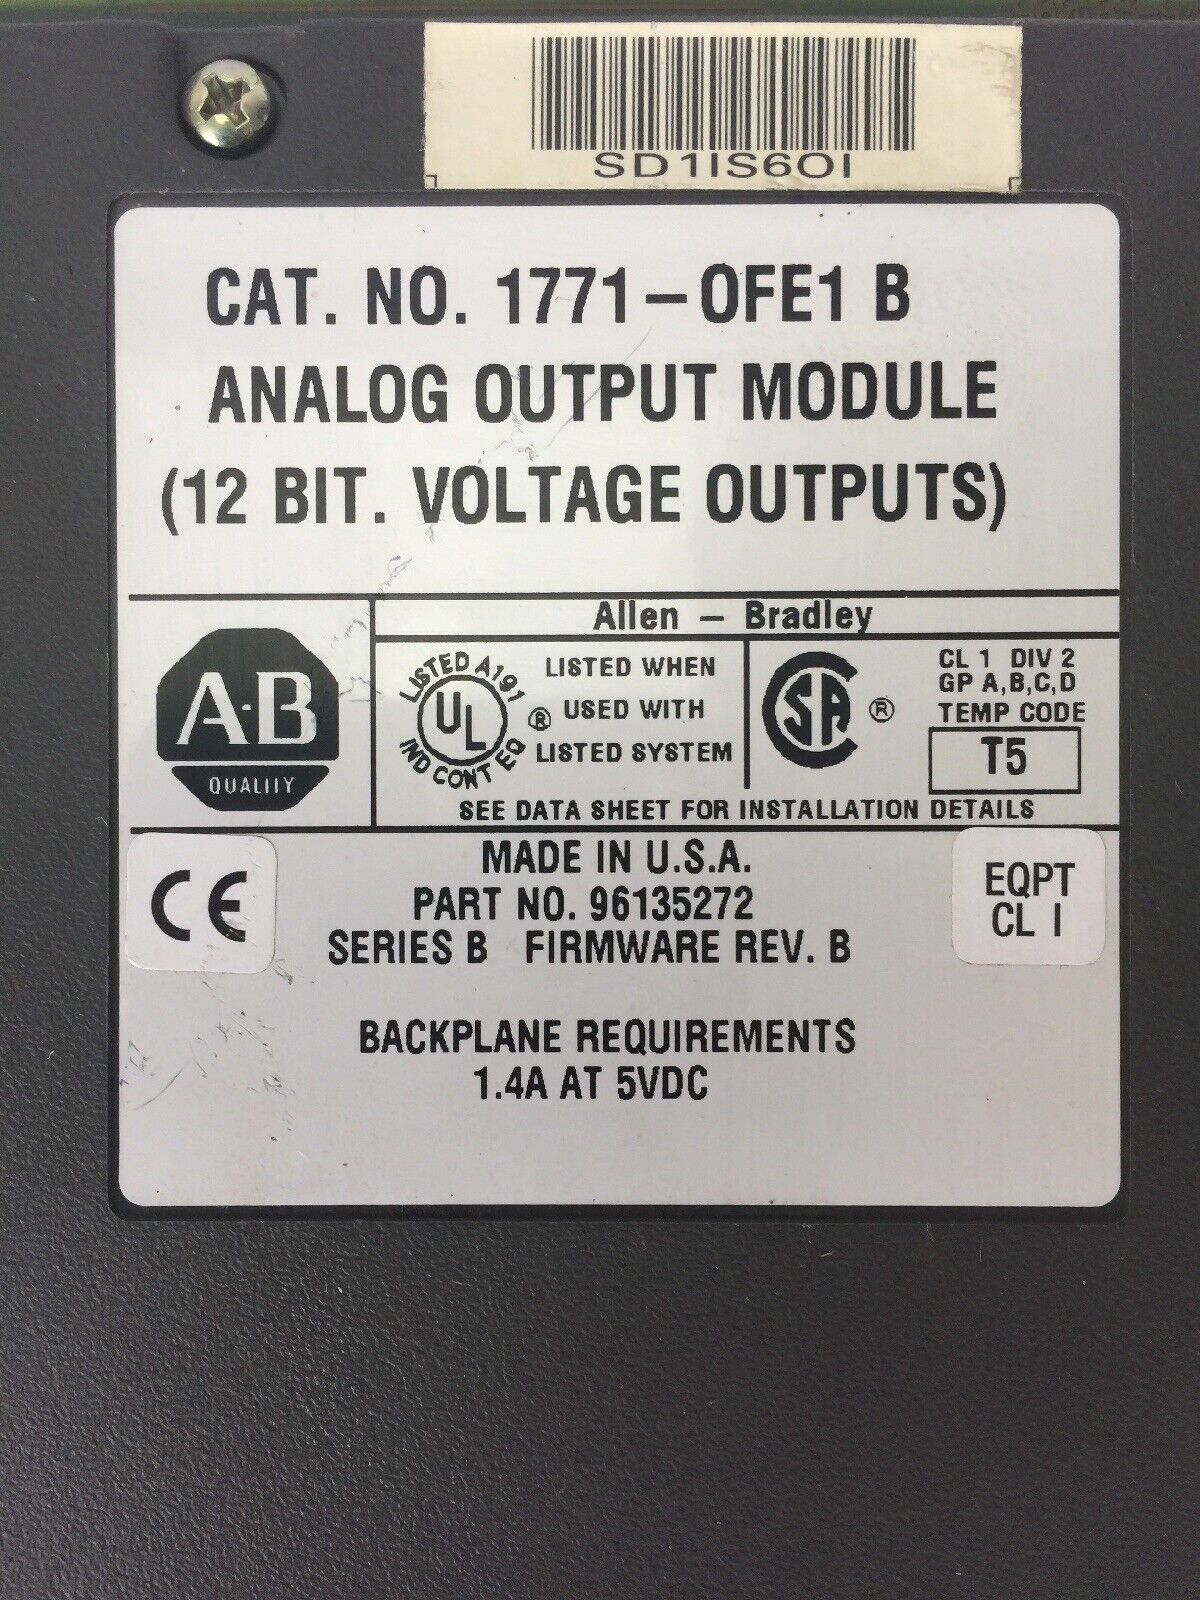 SD1IS6OI
CAT. NO. 1771-OFE1 B
ANALOG OUTPUT MODULE
(12 BIT. VOLTAGE OUTPUTS)
Allen - Bradley
A-B
QUALITY
LISTED A191
UL
IND CONT EQ
®
LISTED WHEN
USED WITH
LISTED SYSTEM
SA
®
CL 1 DIV 2
GP A,B,C,D
TEMP CODE
T5
SEE DATA SHEET FOR INSTALLATION DETAILS
CE
MADE IN U.S.A.
PART NO. 96135272
SERIES B FIRMWARE REV. B
EQPT
CL I
BACKPLANE REQUIREMENTS
1.4A AT 5VDC